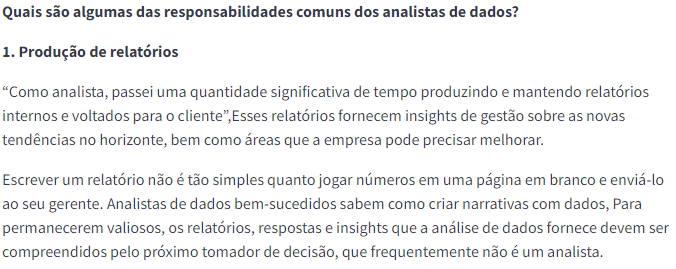 Quais são algumas das responsabilidades comuns dos analistas de dados?
1. Produção de relatórios
“Como analista, passei uma quantidade significativa de tempo produzindo e mantendo relatórios
internos e voltados para o cliente”,Esses relatórios fornecem insights de gestão sobre as novas
tendências no horizonte, bem como áreas que a empresa pode precisar melhorar.
Escrever um relatório não é tão simples quanto jogar números em uma página em branco e enviá-lo
ao seu gerente. Analistas de dados bem-sucedidos sabem como criar narrativas com dados, Para
permanecerem valiosos, os relatórios, respostas e insights que a análise de dados fornece devem ser
compreendidos pelo próximo tomador de decisão, que frequentemente não é um analista.